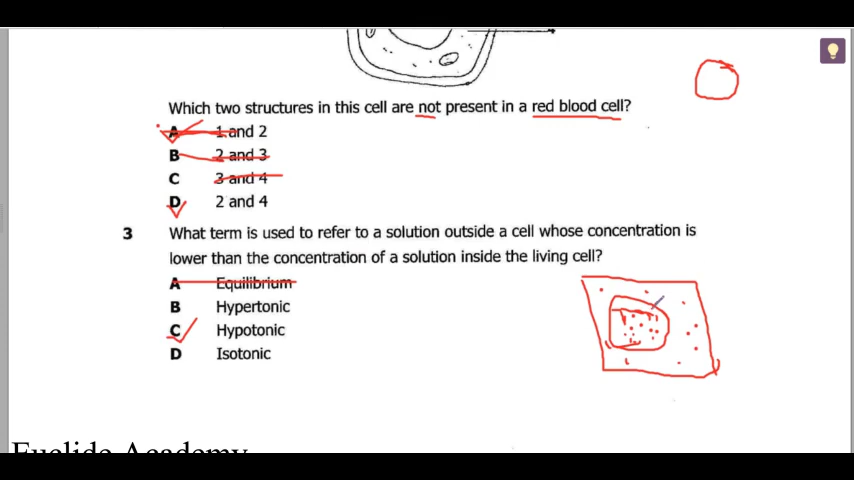 Which two structures in this cell are not present in a red blood cell?
A 1 and 2
B 2 and 3
C 3 and 4
D 2 and 4
3 What term is used to refer to a solution outside a cell whose concentration is
lower than the concentration of a solution inside the living cell?
A Equilibrium
B Hypertonic
C Hypotonic
D Isotonic
Euclide Academy